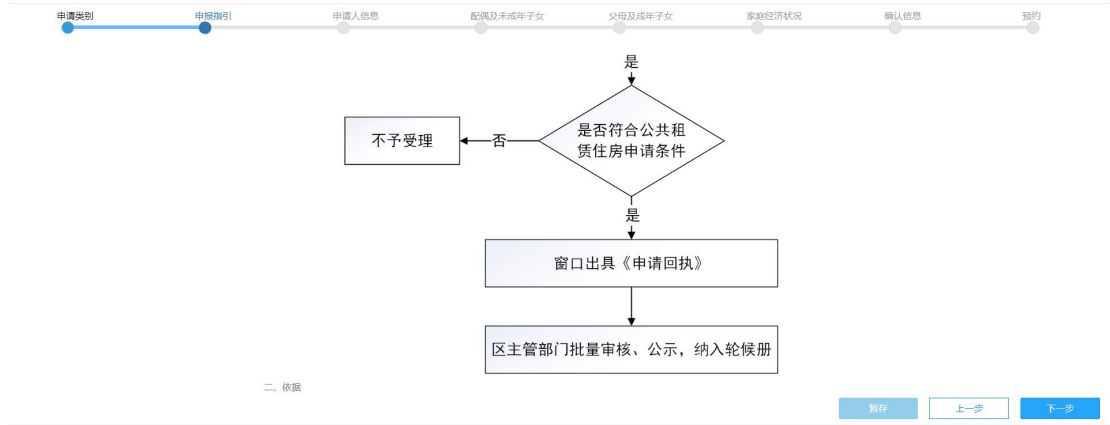 申请类别
申报指引
申请人信息
配偶及未成年子女
父母及成年子女
家庭经济状况
确认信息
预约
是
是否符合公共租
赁住房申请条件
否
不予受理
是
窗口出具《申请回执》
区主管部门批量审核、公示，纳入轮候册
二、依据
暂存
上一步
下一步